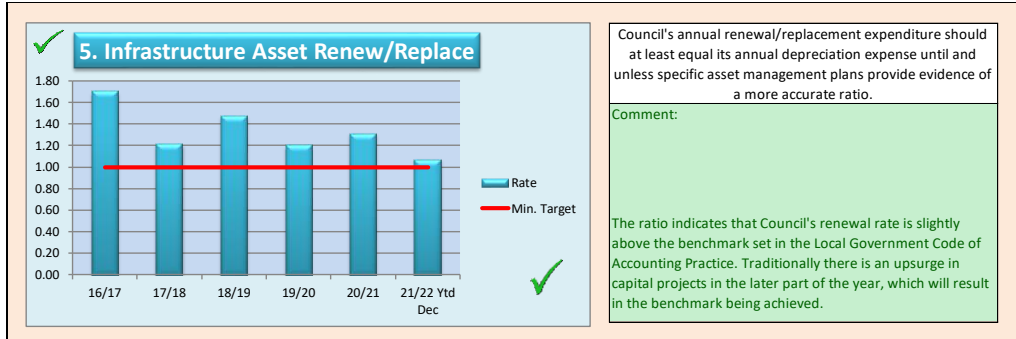 5. Infrastructure Asset Renew/Replace
1.80
1.60
1.40
1.20
1.00
0.80
0.60
0.40
0.20
0.00
16/17
17/18
18/19
19/20
20/21
21/22 Ytd
Dec
Rate
Min. Target
Council's annual renewal/replacement expenditure should
at least equal its annual depreciation expense until and
unless specific asset management plans provide evidence of
a more accurate ratio.
Comment:
The ratio indicates that Council's renewal rate is slightly
above the benchmark set in the Local Government Code of
Accounting Practice. Traditionally there is an upsurge in
capital projects in the later part of the year, which will result
in the benchmark being achieved.